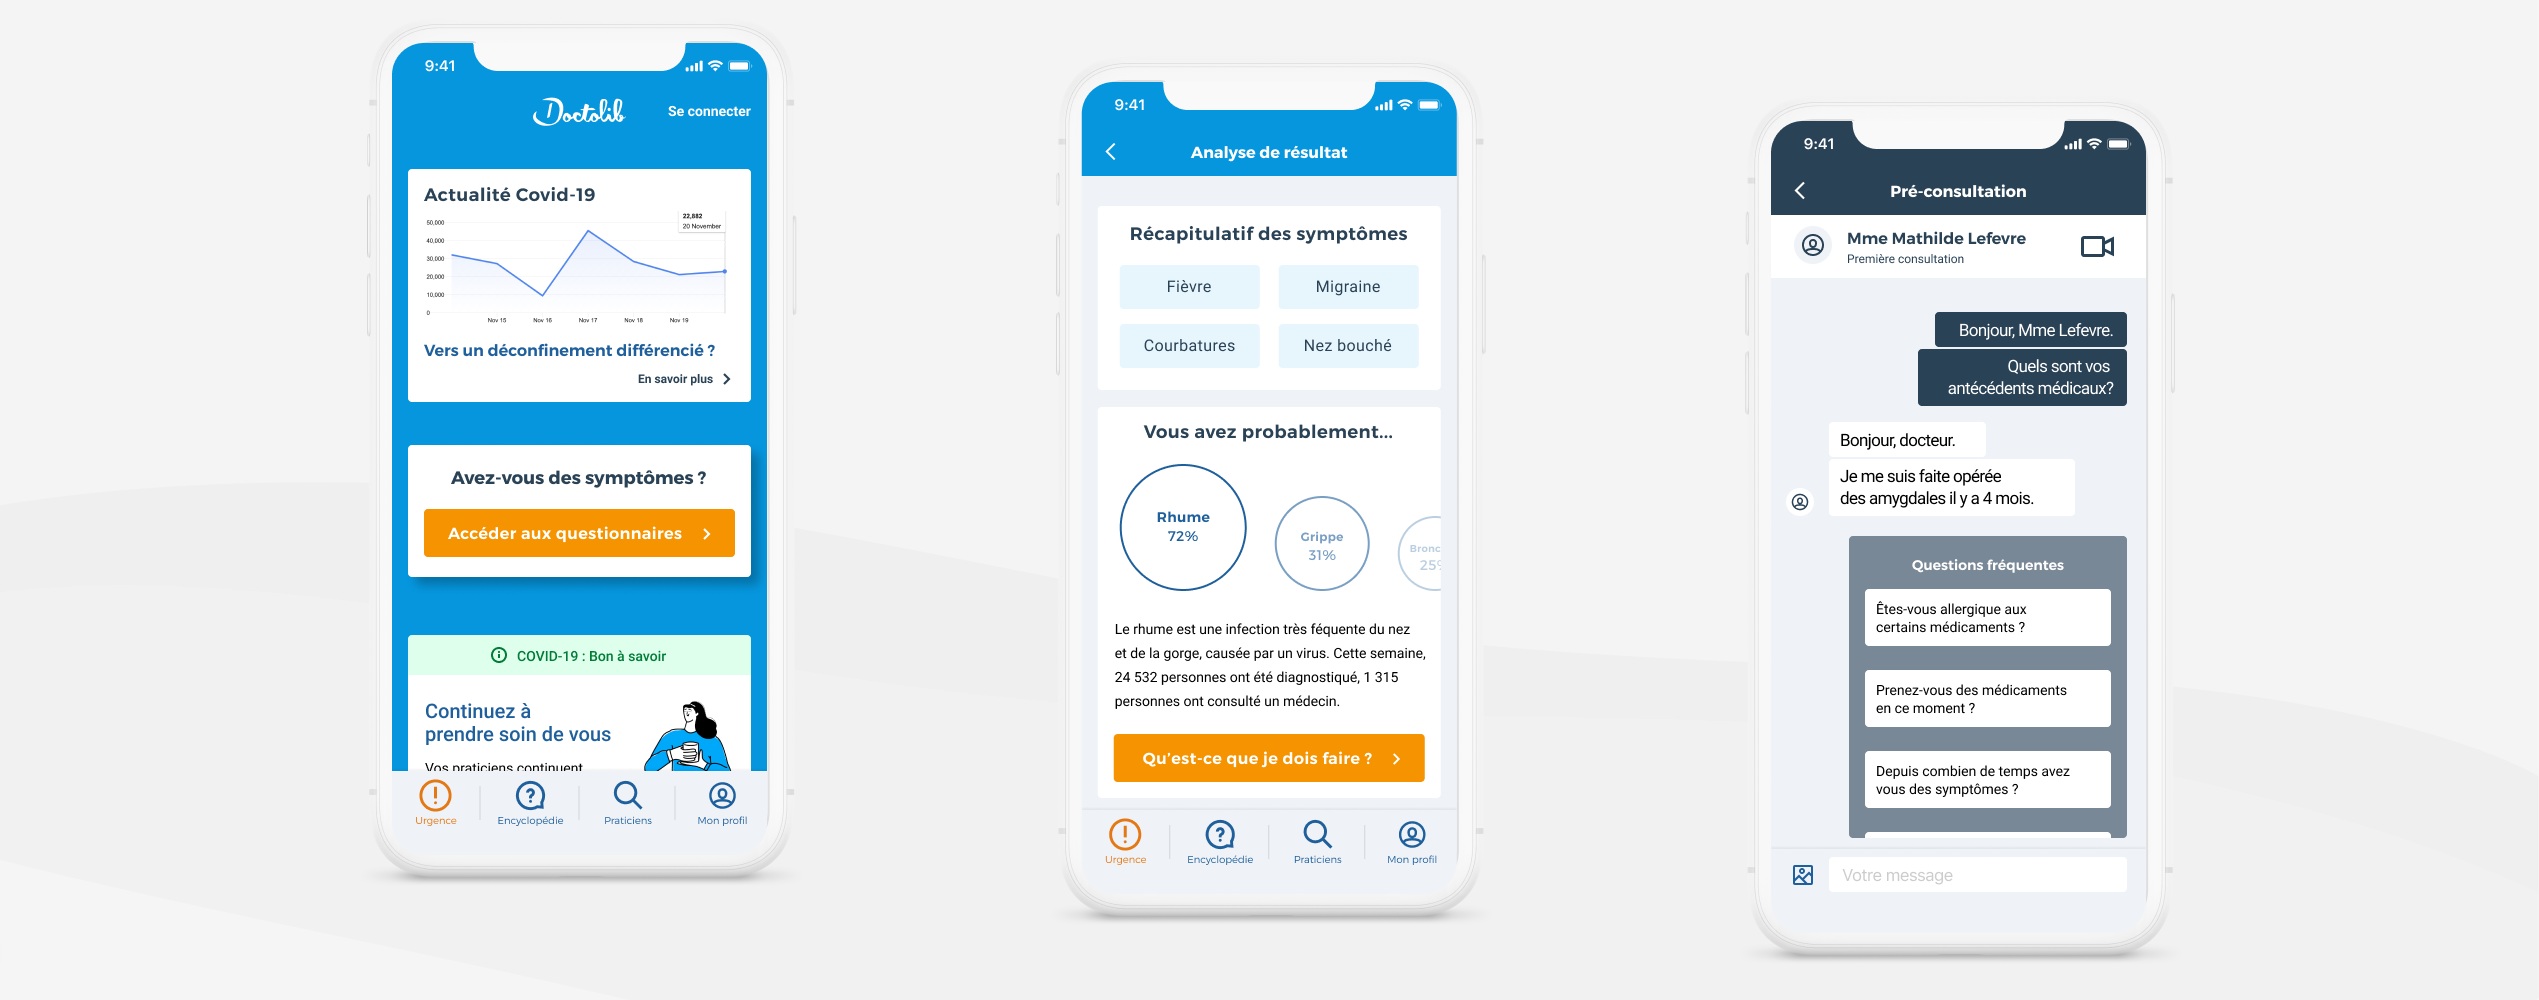 9:41
Doctolib
Se connecter
Actualité Covid-19
22,882
20 November
50,000
40,000
30,000
20,000
10,000
0
Nov 15 Nov 16 Nov 17 Nov 18 Nov 19
Vers un déconfinement différencié ?
En savoir plus
Avez-vous des symptômes ?
Accéder aux questionnaires
COVID-19 : Bon à savoir
Continuez à
prendre soin de vous
Vos praticiens continuent
Urgence Encyclopédie Praticiens Mon profil
9:41
Analyse de résultat
Récapitulatif des symptômes
Fièvre Migraine
Courbatures Nez bouché
Vous avez probablement...
Rhume
72%
Grippe
31%
Bronc
25%
Le rhume est une infection très féquente du nez
et de la gorge, causée par un virus. Cette semaine,
24 532 personnes ont été diagnostiqué, 1 315
personnes ont consulté un médecin.
Qu'est-ce que je dois faire ?
Urgence Encyclopédie Praticiens Mon profil
9:41
Pré-consultation
Mme Mathilde Lefevre
Première consultation
Bonjour, Mme Lefevre.
Quels sont vos
antécédents médicaux?
Bonjour, docteur.
Je me suis faite opérée
des amygdales il y a 4 mois.
Questions fréquentes
Êtes-vous allergique aux
certains médicaments ?
Prenez-vous des médicaments
en ce moment ?
Depuis combien de temps avez
vous des symptômes ?
Votre message